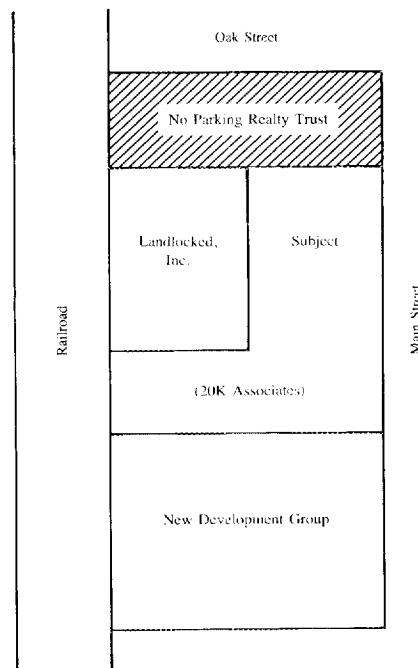 Oak Street
No Parking Realty Trust
Landlocked,
Inc.
Subject
Railroad
Main Street
(20K Associates)
New Development Group